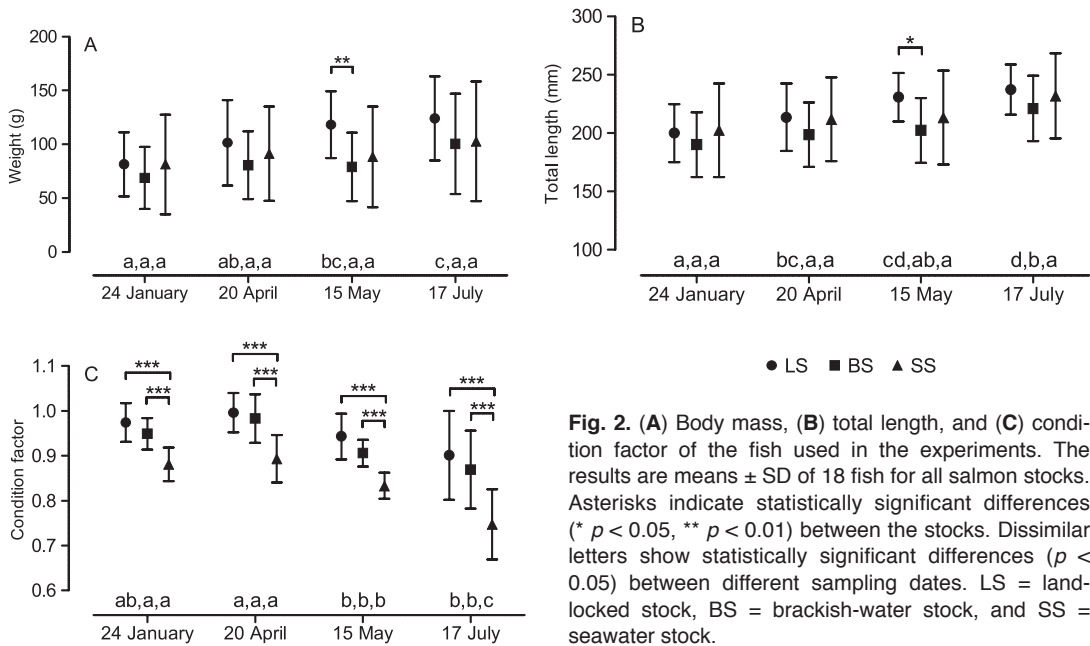 A
200
150
100
50
0
Weight (g)
**
a,a,a ab,a,a bc,a,a c,a,a
24 January 20 April 15 May 17 July
B
300
250
200
150
100
Total length (mm)
*
a,a,a bc,a,a cd,ab,a d,b,a
24 January 20 April 15 May 17 July
C
1.1
1.0
0.9
0.8
0.7
0.6
Condition factor
*** *** *** ***
*** *** *** ***
ab,a,a a,a,a b,b,b b,b,c
24 January 20 April 15 May 17 July
LS BS SS
Fig. 2. (A) Body mass, (B) total length, and (C) condi-
tion factor of the fish used in the experiments. The
results are means ± SD of 18 fish for all salmon stocks.
Asterisks indicate statistically significant differences
(* p < 0.05, ** p < 0.01) between the stocks. Dissimilar
letters show statistically significant differences (p <
0.05) between different sampling dates. LS = land-
locked stock, BS = brackish-water stock, and SS =
seawater stock.